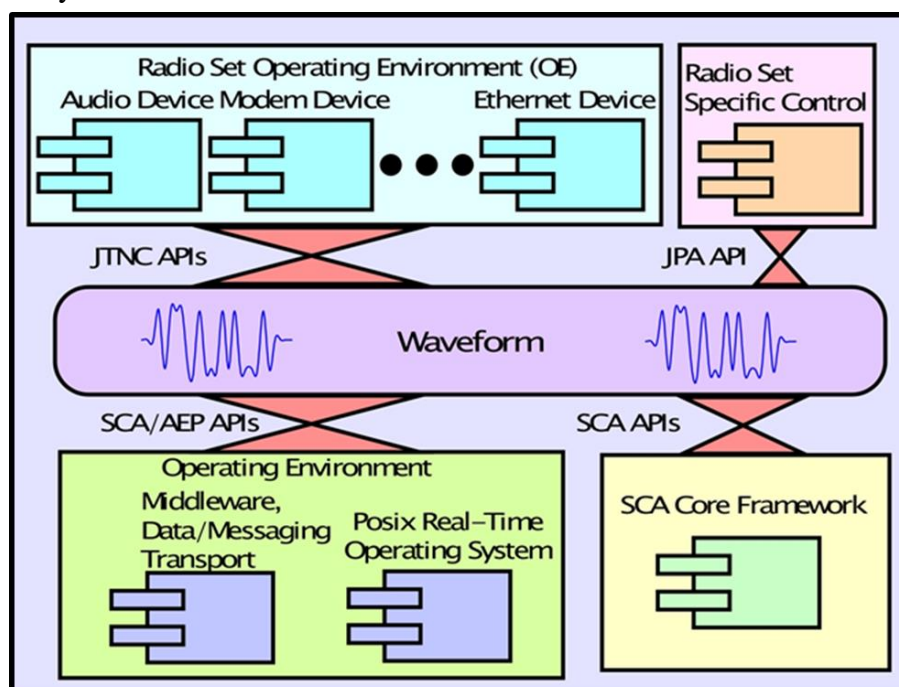 Radio Set Operating Environment (OE)
Audio Device Modem Device Ethernet Device
Radio Set
Specific Control
JTNC APIs
JPA API
Waveform
SCA/AEP APIs
SCA APIs
Operating Environment
Middleware,
Data/Messaging
Transport
Posix Real-Time
Operating System
SCA Core Framework